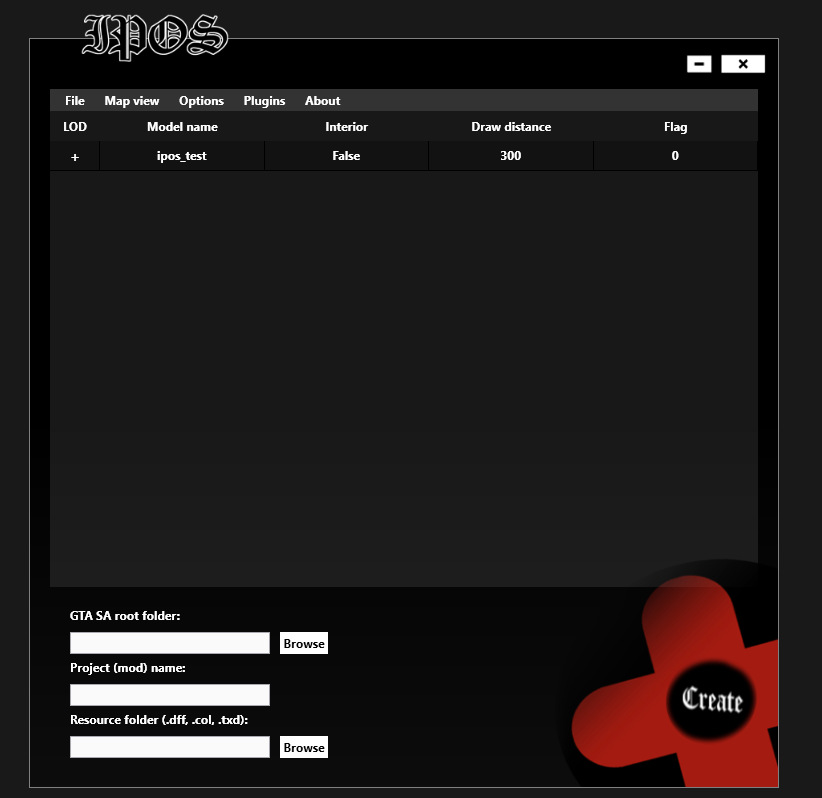 IPOS
File Map view Options Plugins About
LOD Model name Interior Draw distance Flag
+ ipos_test False 300 0
GTA SA root folder:
Browse
Project (mod) name:
Resource folder (.dff, .col, .txd):
Browse
Create